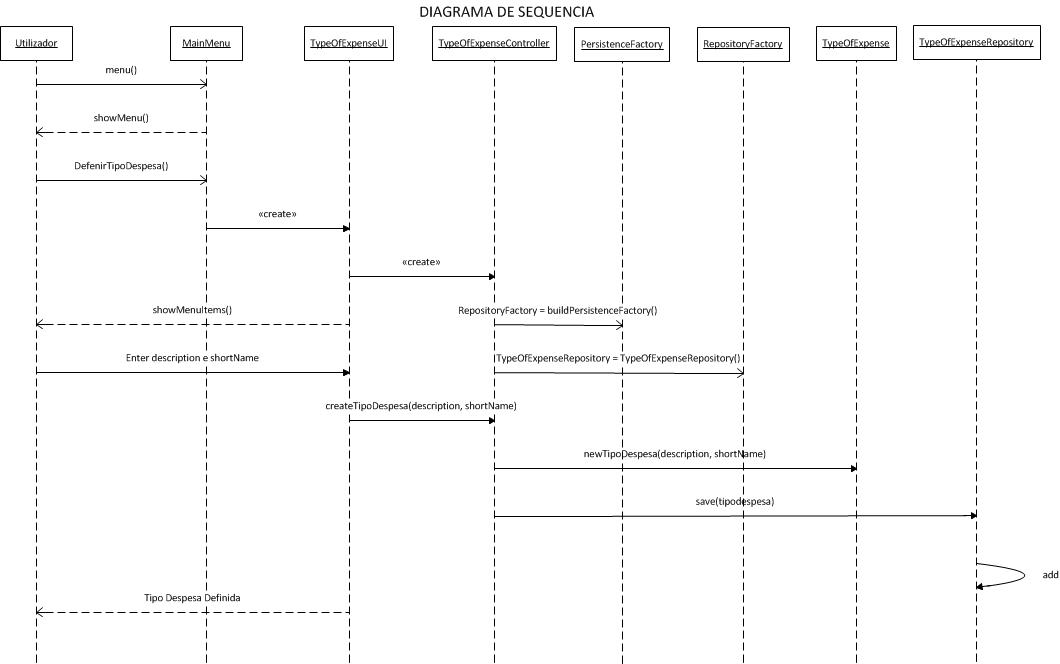 DIAGRAMA DE SEQUENCIA
Utilizador
MainMenu
TypeOfExpenseUI
TypeOfExpenseController
PersistenceFactory
RepositoryFactory
TypeOfExpense
TypeOfExpenseRepository
menu()
showMenu()
DefenirTipoDespesa()
«create»
«create»
showMenuItems()
RepositoryFactory = buildPersistenceFactory()
Enter description e shortName
TypeOfExpenseRepository = TypeOfExpenseRepository()
createTipoDespesa(description, shortName)
newTipoDespesa(description, shortName)
save(tipodespesa)
add
Tipo Despesa Definida